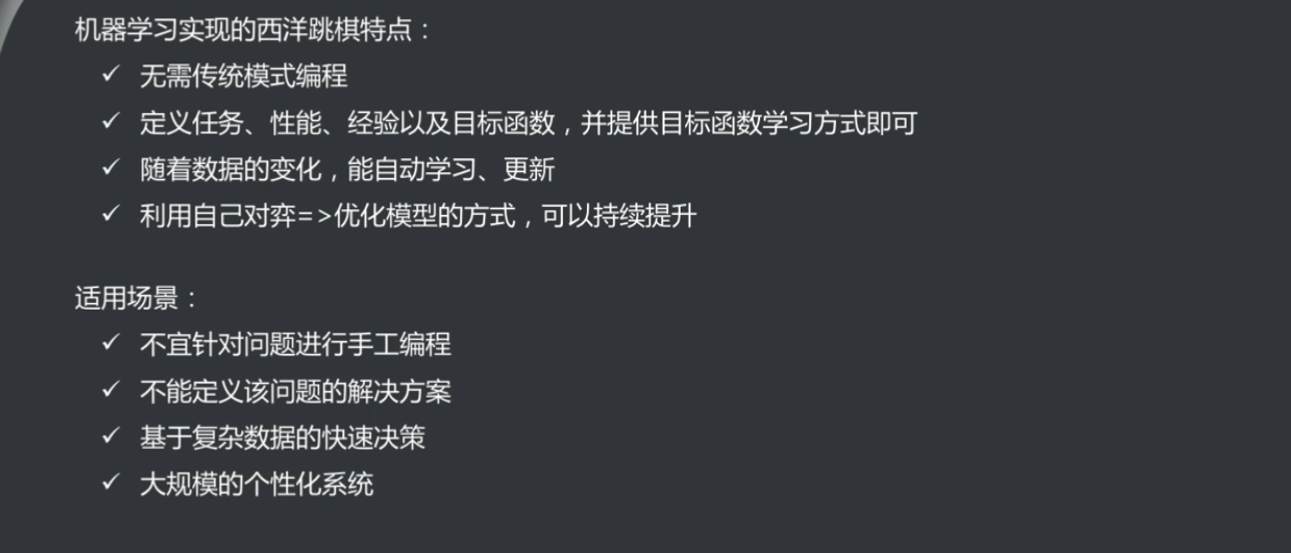 机器学习实现的西洋跳棋特点：
✓ 无需传统模式编程
✓ 定义任务、性能、经验以及目标函数，并提供目标函数学习方式即可
✓ 随着数据的变化，能自动学习、更新
✓ 利用自己对弈=>优化模型的方式，可以持续提升
适用场景：
✓ 不宜针对问题进行手工编程
✓ 不能定义该问题的解决方案
✓ 基于复杂数据的快速决策
✓ 大规模的个性化系统